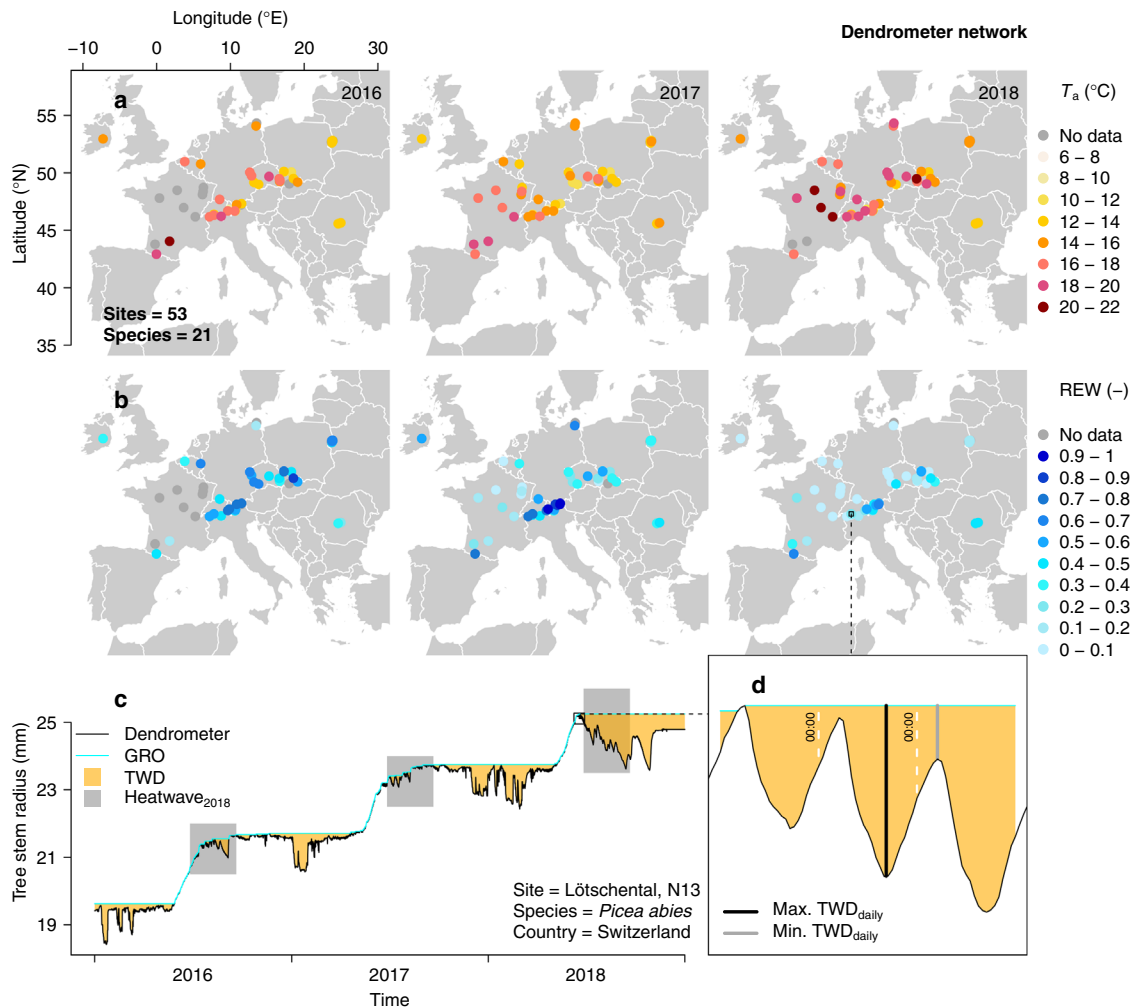 Longitude (°E)
−10 0 10 20 30
Dendrometer network
a
2016
2017
2018
Latitude (°N)
55
50
45
40
35
Sites = 53
Species = 21
Tₐ (°C)
No data
6 – 8
8 – 10
10 – 12
12 – 14
14 – 16
16 – 18
18 – 20
20 – 22
b
REW (–)
No data
0.9 – 1
0.8 – 0.9
0.7 – 0.8
0.6 – 0.7
0.5 – 0.6
0.4 – 0.5
0.3 – 0.4
0.2 – 0.3
0.1 – 0.2
0 – 0.1
c
Tree stem radius (mm)
25
23
21
19
Dendrometer
GRO
TWD
Heatwave₂₀₁₈
Site = Lötschental, N13
Species = Picea abies
Country = Switzerland
2016 2017 2018
Time
d
00:00
00:00
Max. TWD_daily
Min. TWD_daily